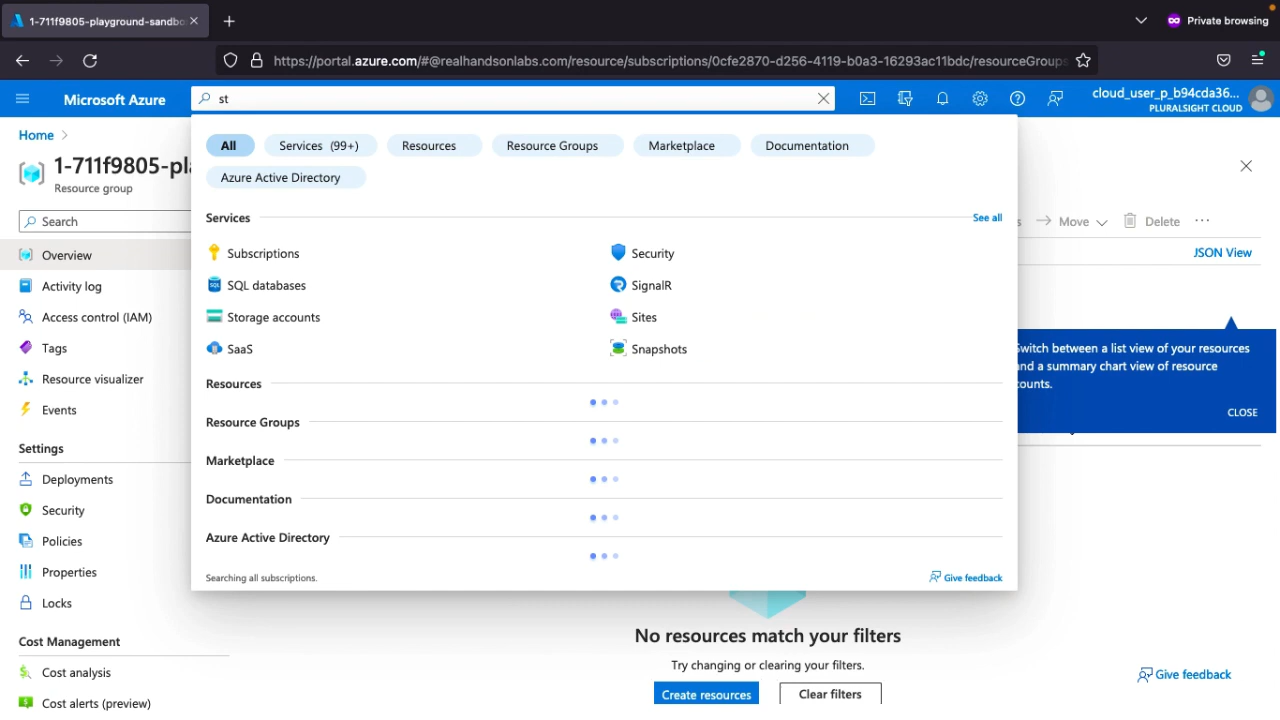 1-711f9805-playground-sandbo
Private browsing
https://portal.azure.com/#@realhandsonlabs.com/resource/subscriptions/0cfe2870-d256-4119-b0a3-16293ac11bdc/resourceGroups
Microsoft Azure
st
cloud_user_p_b94cda36...
PLURALSIGHT CLOUD
Home
1-711f9805-pl
Resource group
Search
Overview
Activity log
Access control (IAM)
Tags
Resource visualizer
Events
Settings
Deployments
Security
Policies
Properties
Locks
Cost Management
Cost analysis
Cost alerts (preview)
All
Services (99+)
Resources
Resource Groups
Marketplace
Documentation
Azure Active Directory
Services
See all
Subscriptions
Security
SQL databases
SignalR
Storage accounts
Sites
SaaS
Snapshots
Resources
Resource Groups
Marketplace
Documentation
Azure Active Directory
Searching all subscriptions.
Give feedback
s
Move
Delete
JSON View
Switch between a list view of your resources
and a summary chart view of resource
counts.
CLOSE
No resources match your filters
Try changing or clearing your filters.
Create resources
Clear filters
Give feedback